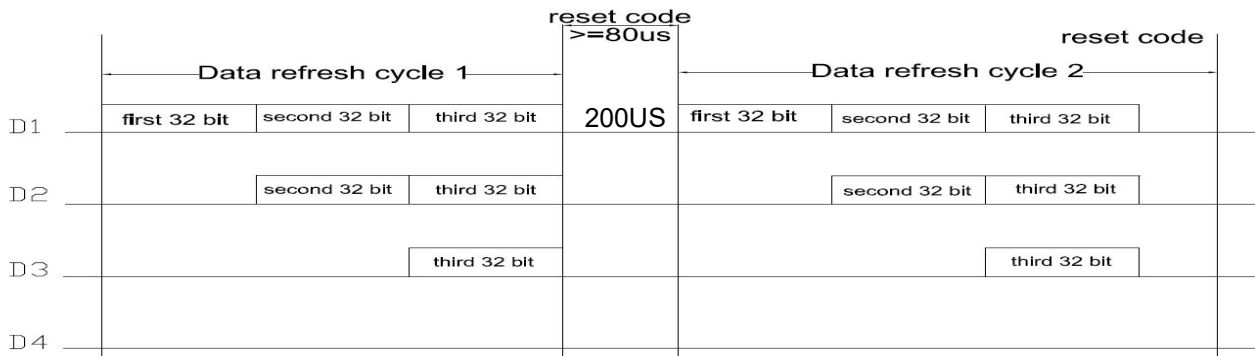 reset code
>=80us
reset code
Data refresh cycle 1
Data refresh cycle 2
D1 first 32 bit second 32 bit third 32 bit 200US first 32 bit second 32 bit third 32 bit
D2 second 32 bit third 32 bit second 32 bit third 32 bit
D3 third 32 bit third 32 bit
D4